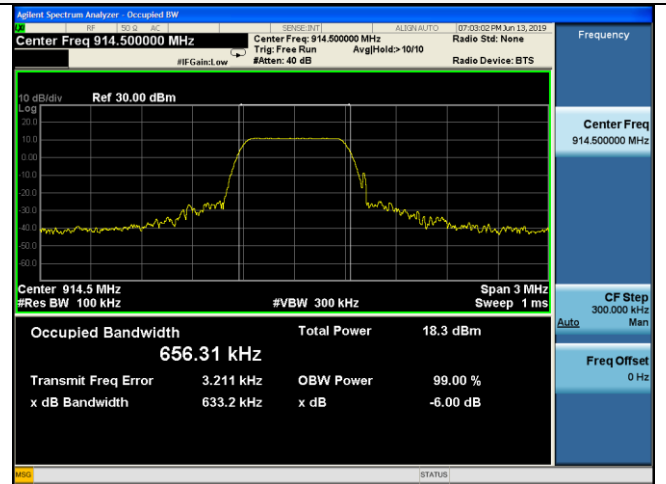 Agilent Spectrum Analyzer - Occupied BW
RF 50 Ω AC SENSE:INT ALIGN AUTO 07:03:02 PM Jun 13, 2019
Center Freq 914.500000 MHz Center Freq: 914.500000 MHz Radio Std: None Frequency
Trig: Free Run Avg|Hold:> 10/10
#IFGain:Low #Atten: 40 dB Radio Device: BTS
10 dB/div Ref 30.00 dBm
Log
20.0
10.0
0.00
-10.0
-20.0
-30.0
-40.0
-50.0
-60.0
Center Freq
914.500000 MHz
Center 914.5 MHz Span 3 MHz
#Res BW 100 kHz #VBW 300 kHz Sweep 1 ms
CF Step
300.000 kHz
Auto Man
Occupied Bandwidth Total Power 18.3 dBm
656.31 kHz
Freq Offset
0 Hz
Transmit Freq Error 3.211 kHz OBW Power 99.00 %
x dB Bandwidth 633.2 kHz x dB -6.00 dB
MSG STATUS